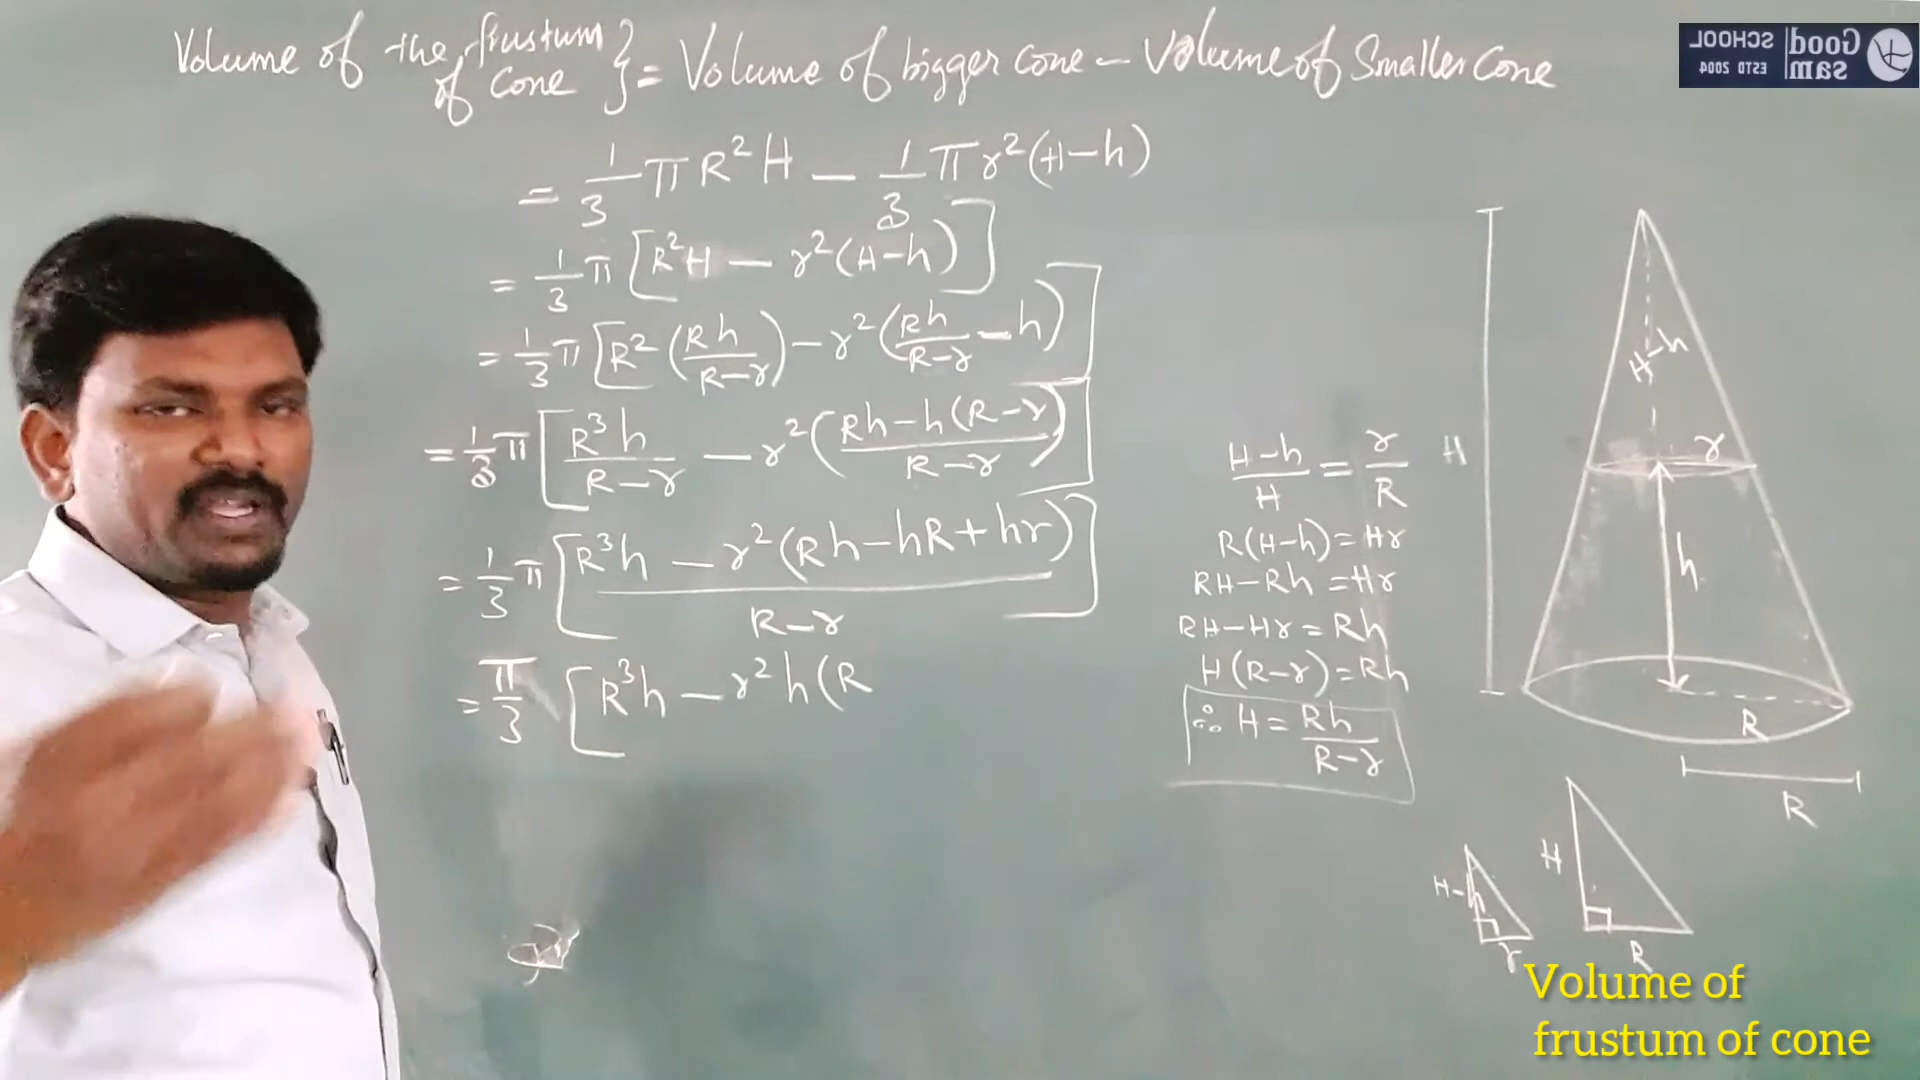 Volume of the frustum of cone } = Volume of bigger cone − Volume of Smaller Cone
= 1/3 π R² H − 1/3 π r² (H−h)
= 1/3 π [R²H − r²(H−h)]
= 1/3 π [R² (Rh/R−r) − r² (Rh/R−r − h)]
= 1/3 π [R³h/R−r − r² (Rh−h(R−r)/R−r)]
= 1/3 π [R³h − r²(Rh−hR+hr)/R−r]
= π/3 [R³h − r²h(R
H−h/H = r/R
R(H−h) = Hr
RH−Rh = Hr
RH−Hr = Rh
H(R−r) = Rh
∴ H = Rh/R−r
H
H−h
r
h
R
R
H−h
r
H
R
Good sam SCHOOL
ESTD 2004
Volume of
frustum of cone